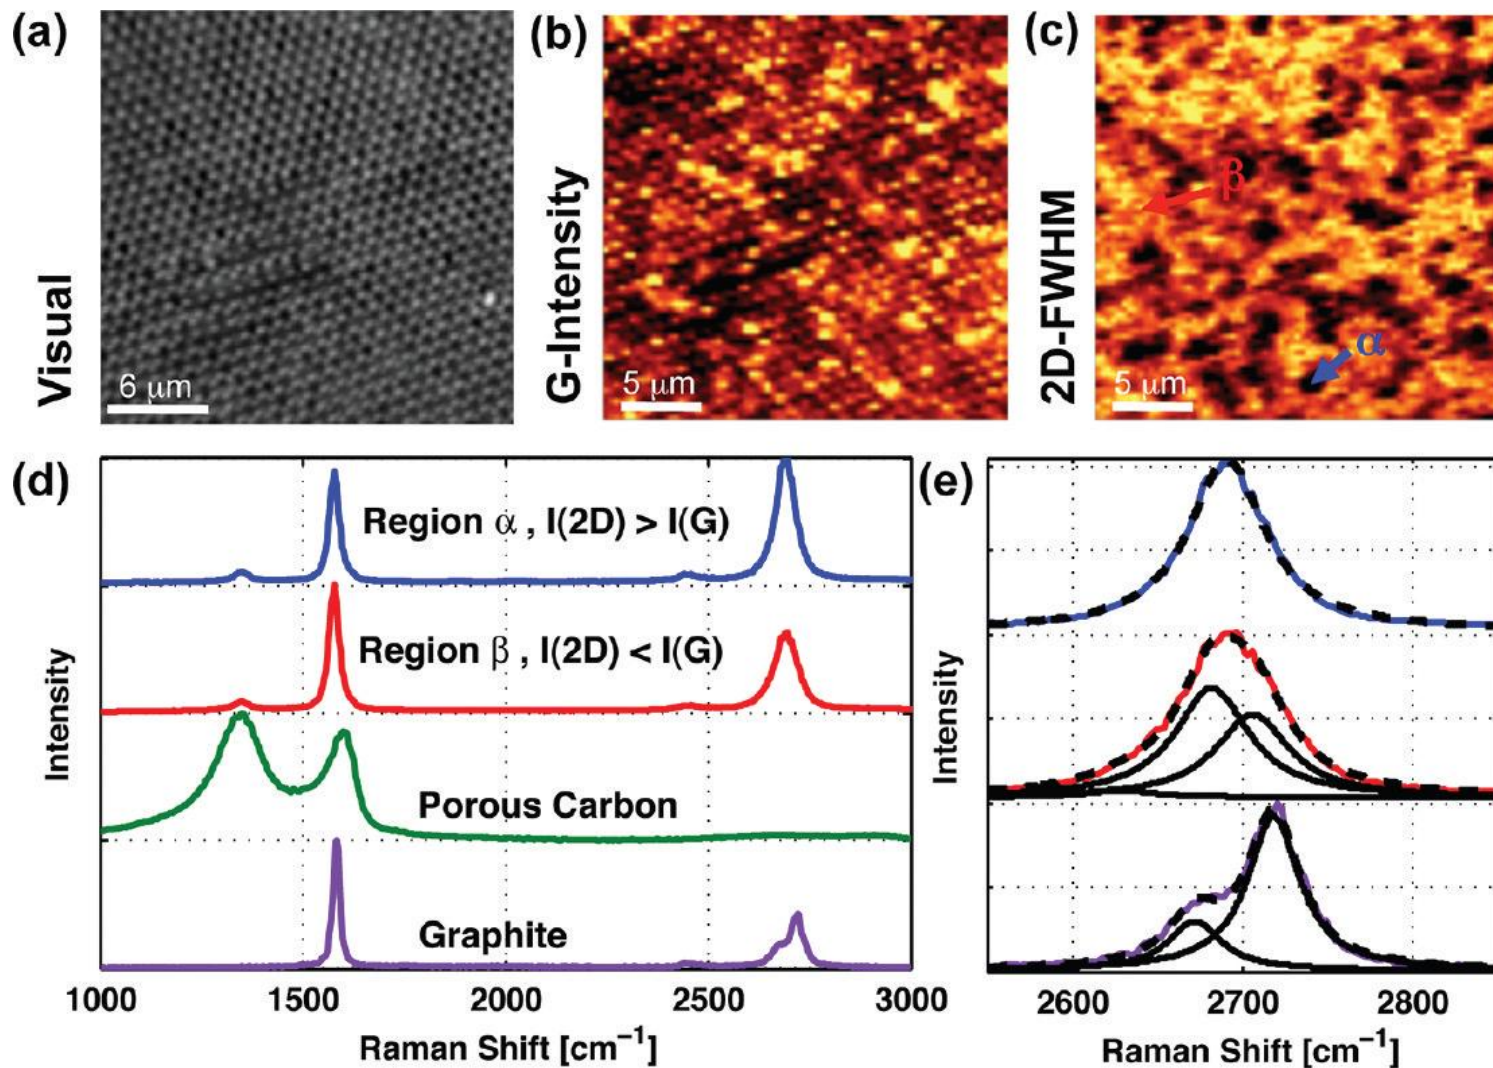 (a)
Visual
6 μm
(b)
G-Intensity
5 μm
(c)
2D-FWHM
β
α
5 μm
(d)
Intensity
Region α , I(2D) > I(G)
Region β , I(2D) < I(G)
Porous Carbon
Graphite
1000 1500 2000 2500 3000
Raman Shift [cm⁻¹]
(e)
Intensity
2600 2700 2800
Raman Shift [cm⁻¹]